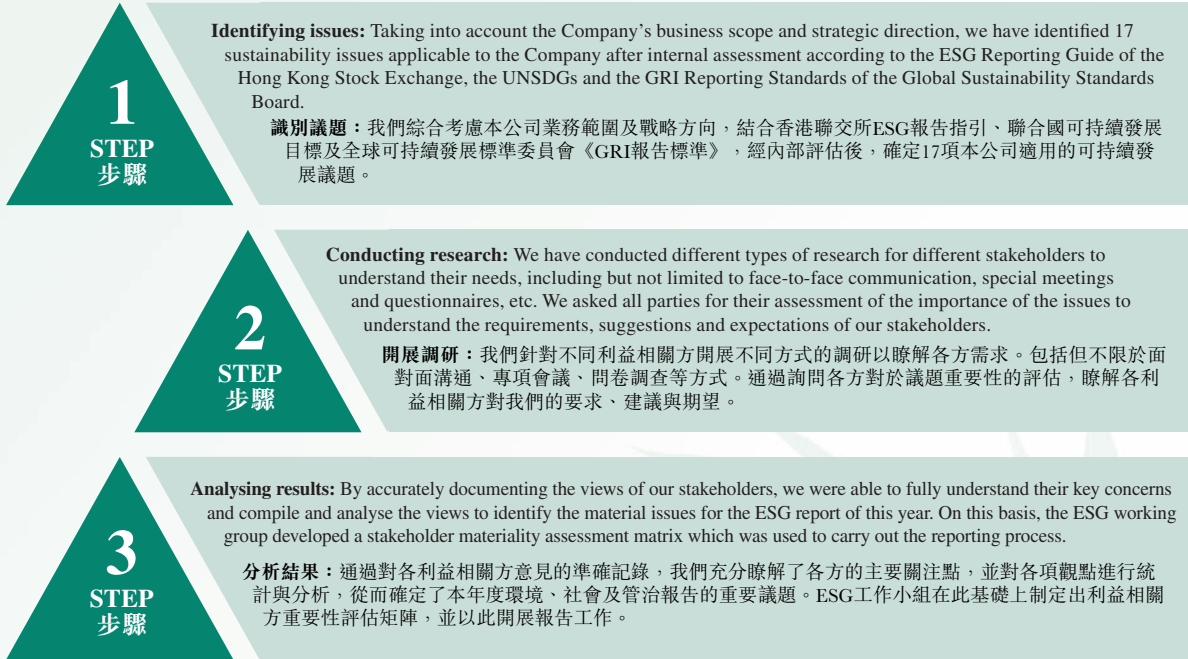 1
STEP
步驟
Identifying issues: Taking into account the Company's business scope and strategic direction, we have identified 17
sustainability issues applicable to the Company after internal assessment according to the ESG Reporting Guide of the
Hong Kong Stock Exchange, the UNSDGs and the GRI Reporting Standards of the Global Sustainability Standards
Board.
識別議題：我們綜合考慮本公司業務範圍及戰略方向，結合香港聯交所ESG報告指引、聯合國可持續發展
目標及全球可持續發展標準委員會《GRI報告標準》，經內部評估後，確定17項本公司適用的可持續發
展議題。
2
STEP
步驟
Conducting research: We have conducted different types of research for different stakeholders to
understand their needs, including but not limited to face-to-face communication, special meetings
and questionnaires, etc. We asked all parties for their assessment of the importance of the issues to
understand the requirements, suggestions and expectations of our stakeholders.
開展調研：我們針對不同利益相關方開展不同方式的調研以瞭解各方需求。包括但不限於面
對面溝通、專項會議、問卷調查等方式。通過詢問各方對於議題重要性的評估，瞭解各利
益相關方對我們的要求、建議與期望。
3
STEP
步驟
Analysing results: By accurately documenting the views of our stakeholders, we were able to fully understand their key concerns
and compile and analyse the views to identify the material issues for the ESG report of this year. On this basis, the ESG working
group developed a stakeholder materiality assessment matrix which was used to carry out the reporting process.
分析結果：通過對各利益相關方意見的準確記錄，我們充分瞭解了各方的主要關注點，並對各項觀點進行統
計與分析，從而確定了本年度環境、社會及管治報告的重要議題。ESG工作小組在此基礎上制定出利益相關
方重要性評估矩陣，並以此開展報告工作。